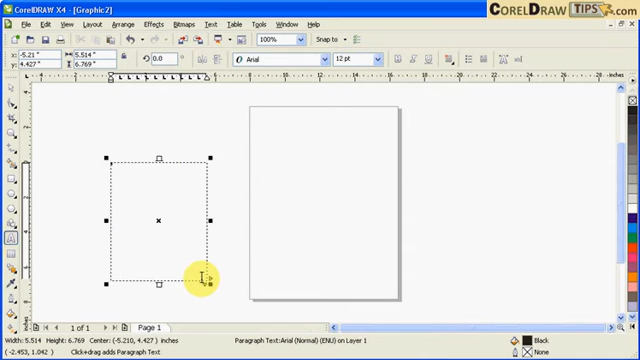 CorelDRAW X4 - [Graphic2]
CORELDRAW TIPS.com
File Edit View Layout Arrange Effects Bitmaps Text Table Tools Window Help
100% Snap to
x: -5.21 " 5.514 " 0.0 Arial 12 pt
y: 4.427 " 6.769 "
1 of 1 Page 1
Width: 5.514 Height: 6.769 Center: (-5.210, 4.427) inches Paragraph Text:Arial (Normal) (ENU) on Layer 1 Black
(-2.453, 1.042) Click+drag adds Paragraph Text None